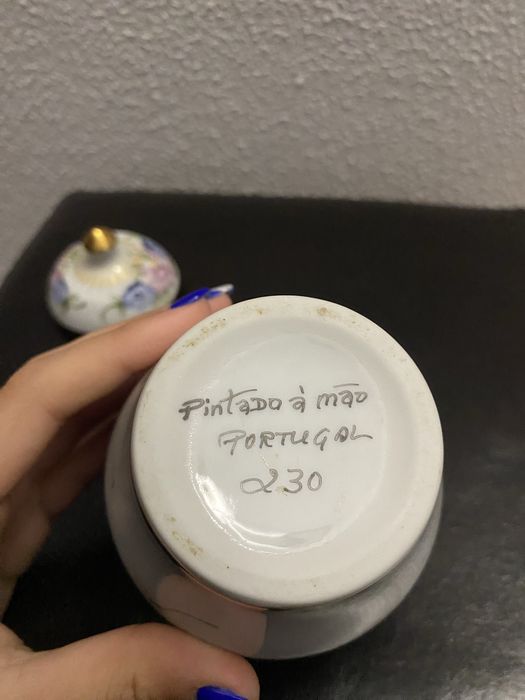 Pintado à mão
PORTUGAL
230